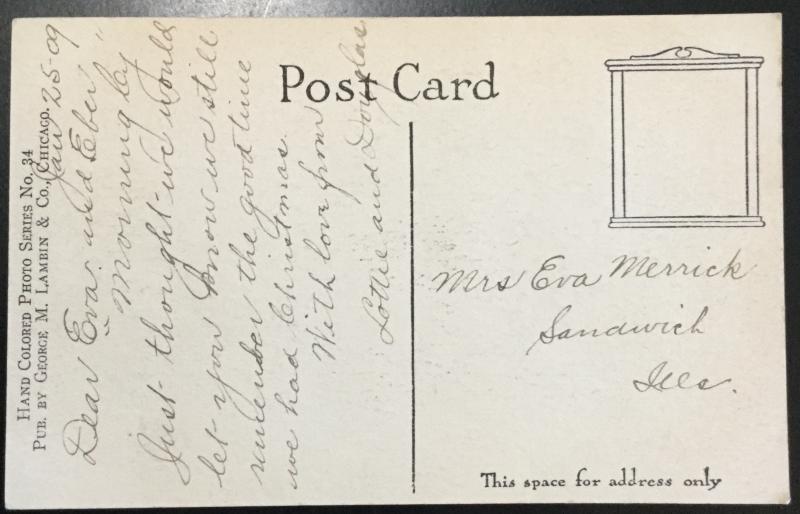 HAND COLORED PHOTO SERIES No. 34
PUB. BY GEORGE M. LAMBIN & Co., CHICAGO.
Jan 25-09
Dear "Eva" and Eber"
Just-thought-we would
let-you know we still
remember the good time
we had Christmas.
With love from
Lottie and Douglas
Post Card
Mrs Eva Merrick
Sandwich
Ills.
This space for address only